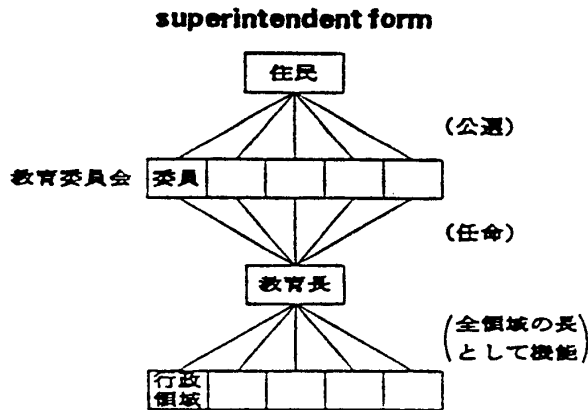 superintendent form
住民
(公選)
教育委員会 委員
(任命)
教育長
(全領域の長
として機能)
行政
領域